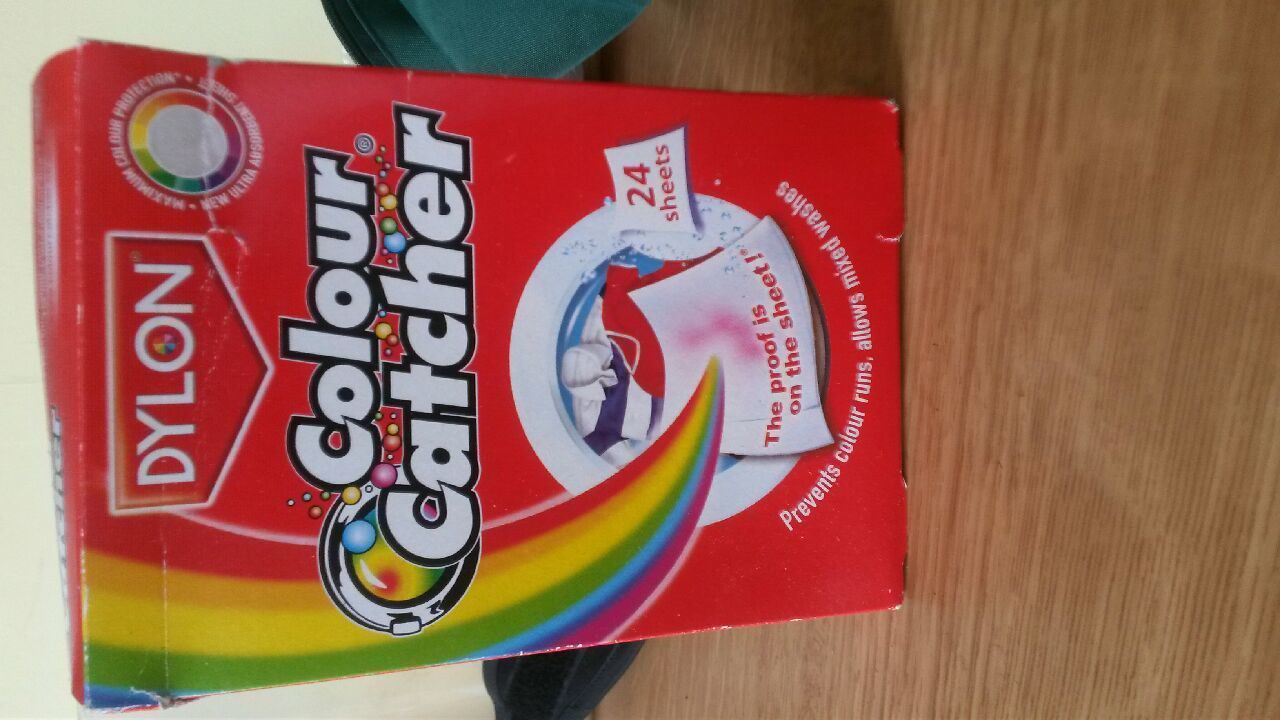 DYLON
MAXIMUM COLOUR PROTECTION • NEW ULTRA ABSORBENT SHEET •
Colour®
Catcher
24
sheets
The proof is
on the sheet!
Prevents colour runs, allows mixed washes